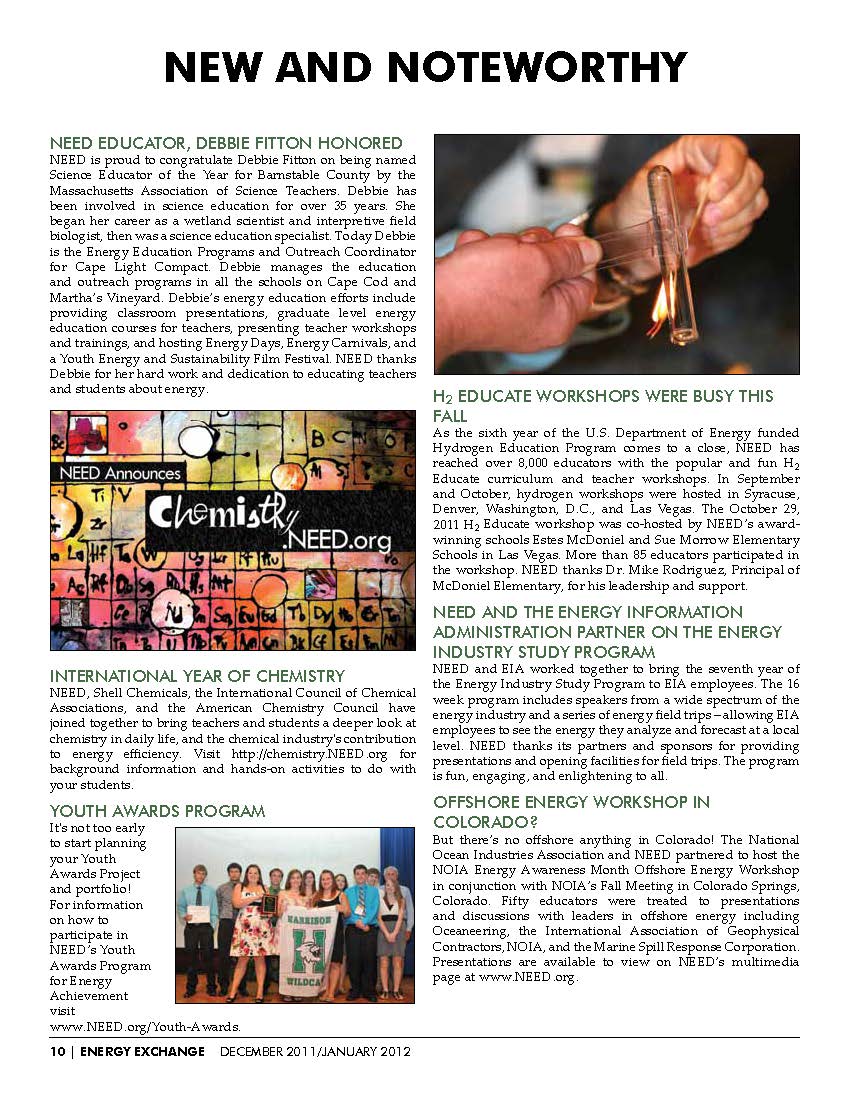 NEW AND NOTEWORTHY
NEED EDUCATOR, DEBBIE FITTON HONORED
NEED is proud to congratulate Debbie Fitton on being named
Science Educator of the Year for Barnstable County by the
Massachusetts Association of Science Teachers. Debbie has
been involved in science education for over 35 years. She
began her career as a wetland scientist and interpretive field
biologist, then was a science education specialist. Today Debbie
is the Energy Education Programs and Outreach Coordinator
for Cape Light Compact. Debbie manages the education
and outreach programs in all the schools on Cape Cod and
Martha's Vineyard. Debbie's energy education efforts include
providing classroom presentations, graduate level energy
education courses for teachers, presenting teacher workshops
and trainings, and hosting Energy Days, Energy Carnivals, and
a Youth Energy and Sustainability Film Festival. NEED thanks
Debbie for her hard work and dedication to educating teachers
and students about energy.
NEED Announces
Chemistry
.NEED.org
INTERNATIONAL YEAR OF CHEMISTRY
NEED, Shell Chemicals, the International Council of Chemical
Associations, and the American Chemistry Council have
joined together to bring teachers and students a deeper look at
chemistry in daily life, and the chemical industry's contribution
to energy efficiency. Visit http://chemistry.NEED.org for
background information and hands-on activities to do with
your students.
YOUTH AWARDS PROGRAM
It's not too early
to start planning
your Youth
Awards Project
and portfolio!
For information
on how to
participate in
NEED's Youth
Awards Program
for Energy
Achievement
visit
www.NEED.org/Youth-Awards.
HARRISON
H
WILDCA
H2 EDUCATE WORKSHOPS WERE BUSY THIS
FALL
As the sixth year of the U.S. Department of Energy funded
Hydrogen Education Program comes to a close, NEED has
reached over 8,000 educators with the popular and fun H2
Educate curriculum and teacher workshops. In September
and October, hydrogen workshops were hosted in Syracuse,
Denver, Washington, D.C., and Las Vegas. The October 29,
2011 H2 Educate workshop was co-hosted by NEED's award-
winning schools Estes McDoniel and Sue Morrow Elementary
Schools in Las Vegas. More than 85 educators participated in
the workshop. NEED thanks Dr. Mike Rodriguez, Principal of
McDoniel Elementary, for his leadership and support.
NEED AND THE ENERGY INFORMATION
ADMINISTRATION PARTNER ON THE ENERGY
INDUSTRY STUDY PROGRAM
NEED and EIA worked together to bring the seventh year of
the Energy Industry Study Program to EIA employees. The 16
week program includes speakers from a wide spectrum of the
energy industry and a series of energy field trips—allowing EIA
employees to see the energy they analyze and forecast at a local
level. NEED thanks its partners and sponsors for providing
presentations and opening facilities for field trips. The program
is fun, engaging, and enlightening to all.
OFFSHORE ENERGY WORKSHOP IN
COLORADO?
But there's no offshore anything in Colorado! The National
Ocean Industries Association and NEED partnered to host the
NOIA Energy Awareness Month Offshore Energy Workshop
in conjunction with NOIA's Fall Meeting in Colorado Springs,
Colorado. Fifty educators were treated to presentations
and discussions with leaders in offshore energy including
Oceaneering, the International Association of Geophysical
Contractors, NOIA, and the Marine Spill Response Corporation.
Presentations are available to view on NEED's multimedia
page at www.NEED.org.
10 | ENERGY EXCHANGE DECEMBER 2011/JANUARY 2012